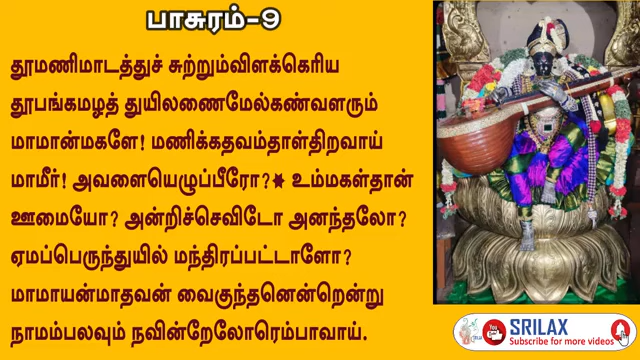 பாசுரம்-9
தூமணிமாடத்துச் சுற்றும்விளக்கெரிய
தூபங்கமழத் துயிலணைமேல்கண்வளரும்
மாமான்மகளே! மணிக்கதவம்தாள்திறவாய்
மாமீர்! அவளையெழுப்பீரோ?* உம்மகள்தான்
ஊமையோ? அன்றிச்செவிடோ அனந்தலோ?
ஏமப்பெருந்துயில் மந்திரப்பட்டாளோ?
மாமாயன்மாதவன் வைகுந்தனென்றென்று
நாமம்பலவும் நவின்றேலோரெம்பாவாய்.
SRILAX
Subscribe for more videos